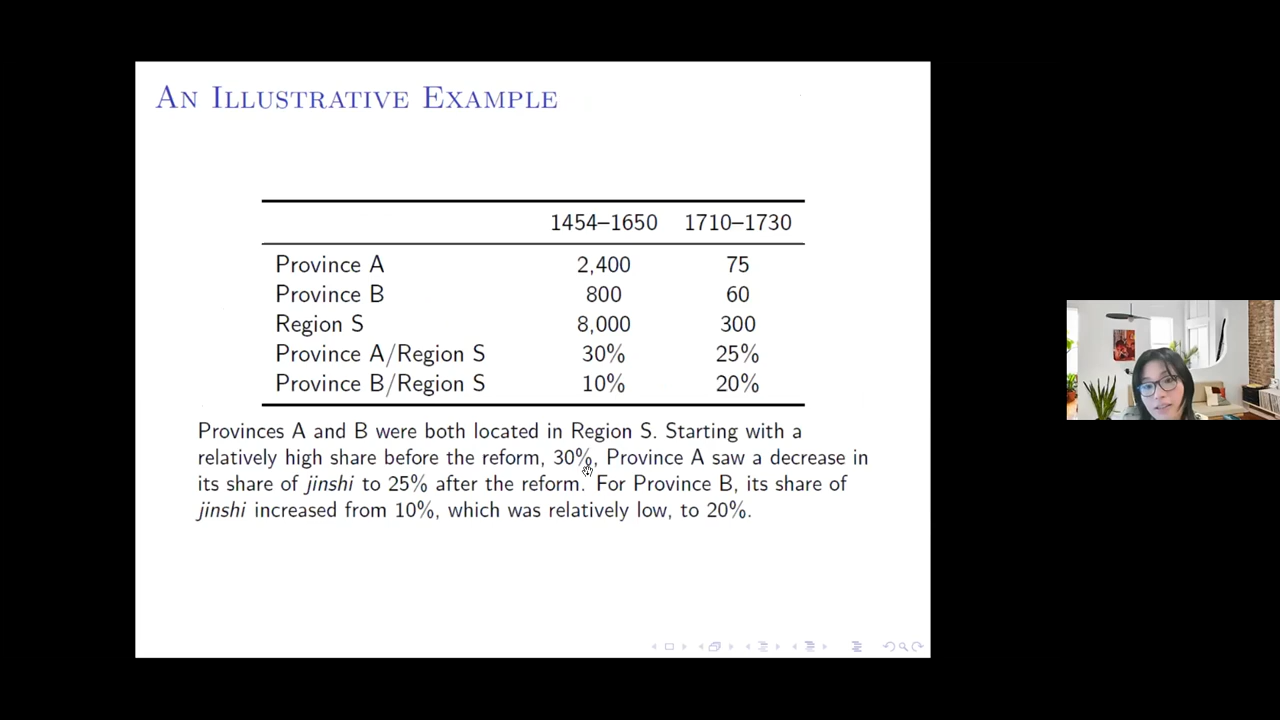 An Illustrative Example
1454–1650 1710–1730
Province A 2,400 75
Province B 800 60
Region S 8,000 300
Province A/Region S 30% 25%
Province B/Region S 10% 20%
Provinces A and B were both located in Region S. Starting with a
relatively high share before the reform, 30%, Province A saw a decrease in
its share of jinshi to 25% after the reform. For Province B, its share of
jinshi increased from 10%, which was relatively low, to 20%.